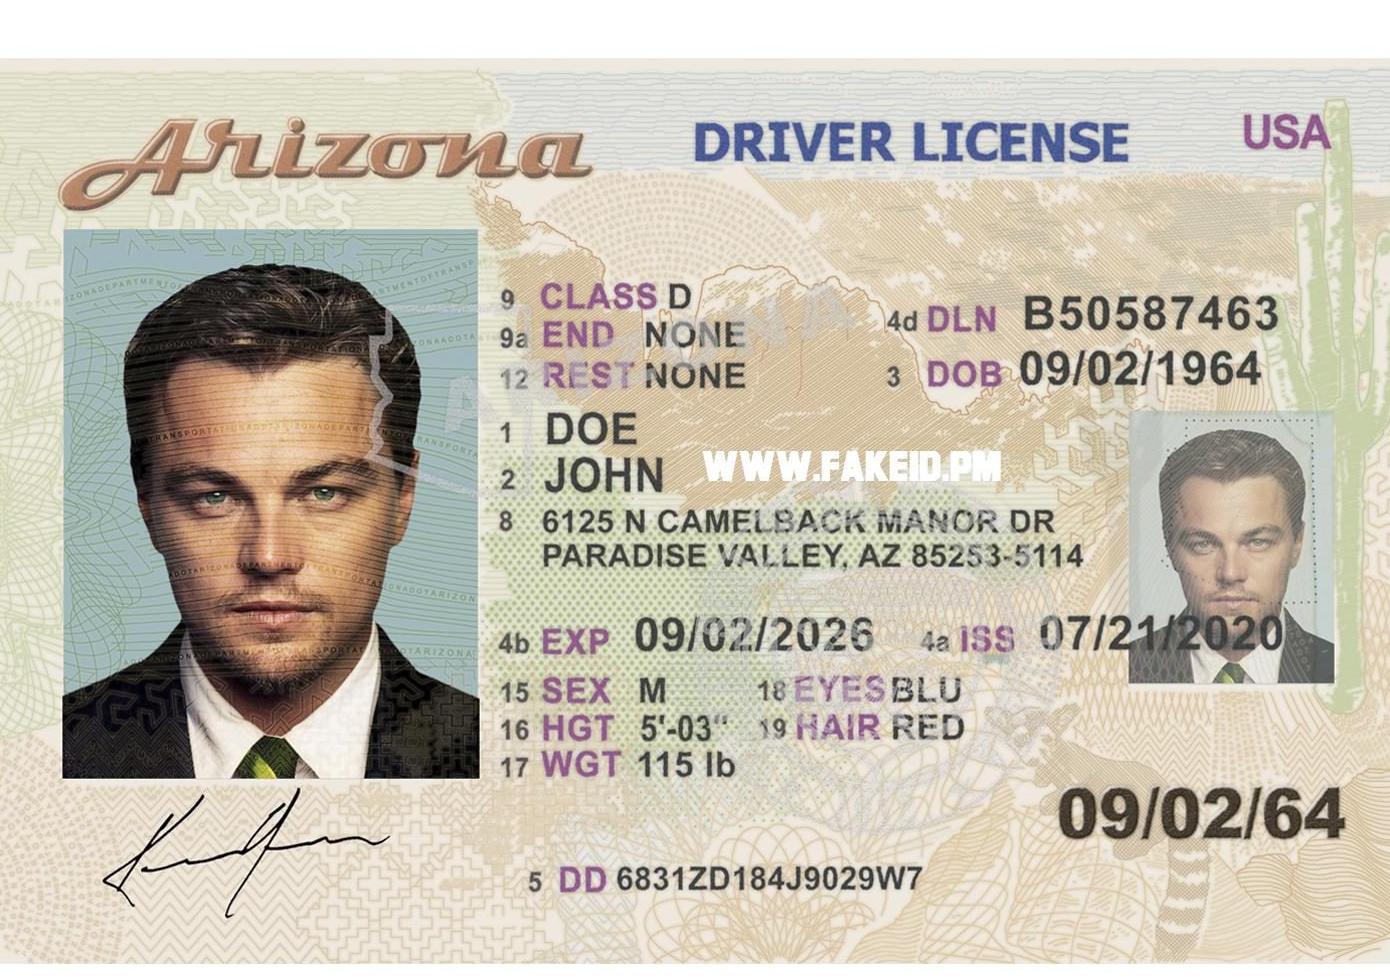 Arizona
DRIVER LICENSE
USA
9 CLASS D
9a END NONE
12 REST NONE
4d DLN B50587463
3 DOB 09/02/1964
1 DOE
2 JOHN
WWW.FAKEID.PM
8 6125 N CAMELBACK MANOR DR
PARADISE VALLEY, AZ 85253-5114
4b EXP 09/02/2026 4a ISS 07/21/2020
15 SEX M 18 EYES BLU
16 HGT 5'-03" 19 HAIR RED
17 WGT 115 lb
09/02/64
5 DD 6831ZD184J9029W7